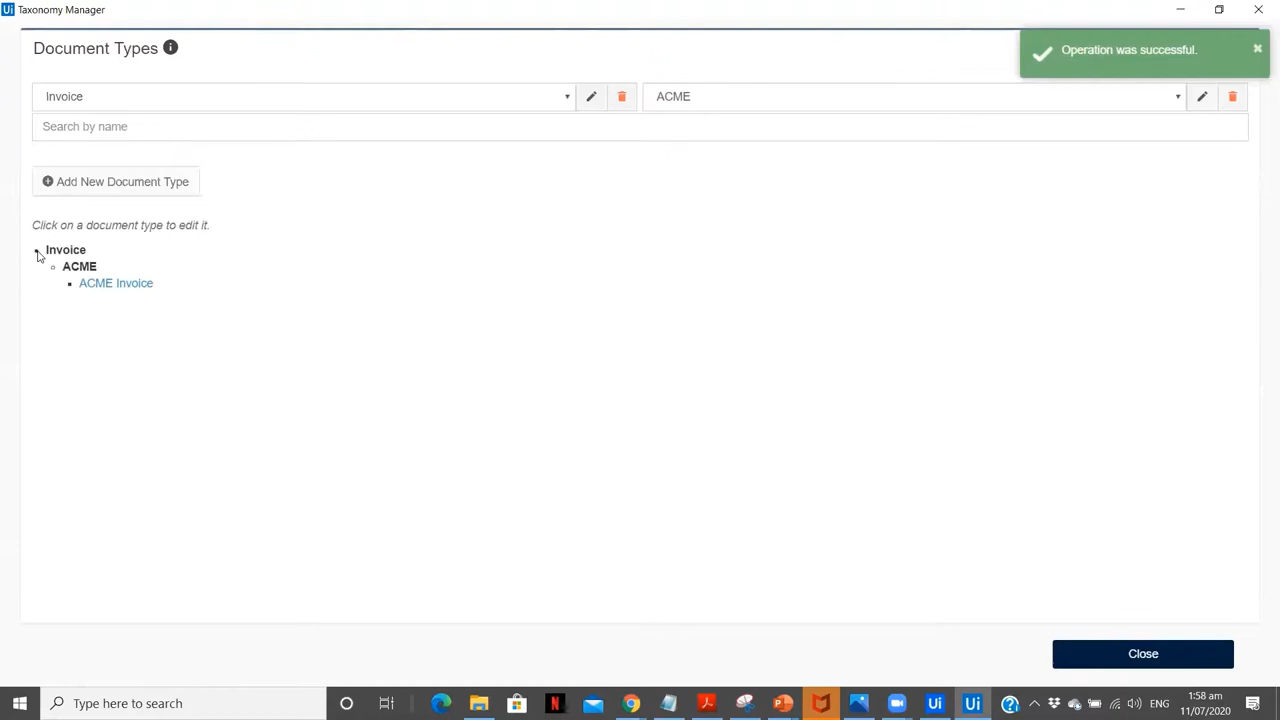 Ui Taxonomy Manager
Document Types
Operation was successful.
Invoice
ACME
Search by name
Add New Document Type
Click on a document type to edit it.
Invoice
ACME
ACME Invoice
Close
Type here to search
ENG
1:58 am
11/07/2020